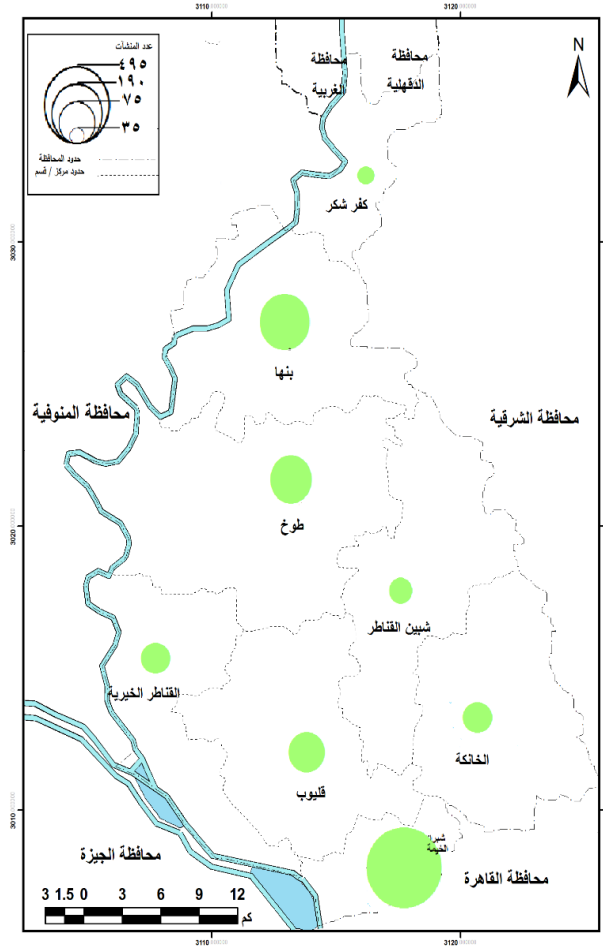 3110
3120
عدد المنشآت
٤٩٥
١٩٠
٧٥
٣٥
حدود المحافظة
حدود مركز / قسم
محافظة
الغربية
محافظة
الدقهلية
N
كفر شكر
3030
بنها
محافظة المنوفية
محافظة الشرقية
طوخ
3020
شبين القناطر
القناطر الخيرية
الخانكة
قليوب
3010
شبرا
الخيمة
محافظة الجيزة
محافظة القاهرة
3 1.5 0 3 6 9 12
كم
3110
3120